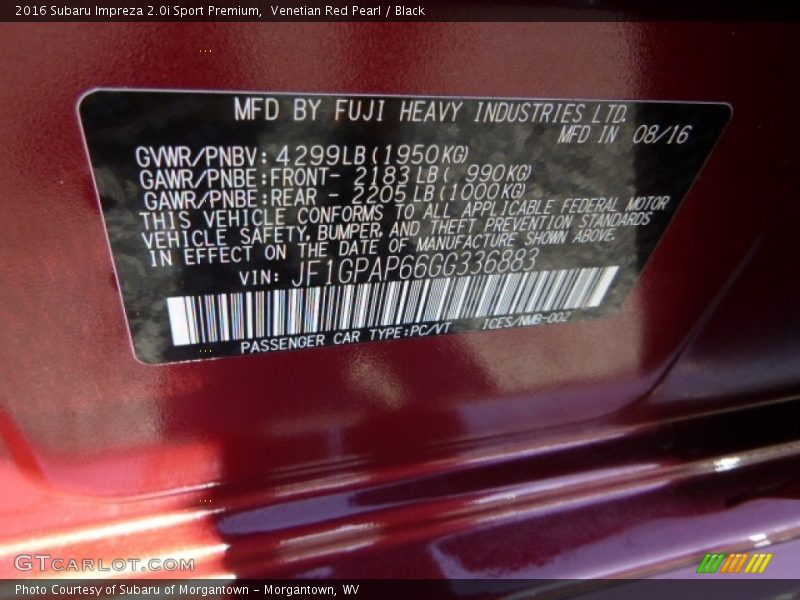 2016 Subaru Impreza 2.0i Sport Premium,  Venetian Red Pearl / Black
MFD BY FUJI HEAVY INDUSTRIES LTD.
MFD IN 08/16
GVWR/PNBV: 4299LB(1950KG)
GAWR/PNBE:FRONT- 2183LB( 990KG)
GAWR/PNBE:REAR - 2205LB(1000KG)
THIS VEHICLE CONFORMS TO ALL APPLICABLE FEDERAL MOTOR
VEHICLE SAFETY, BUMPER, AND THEFT PREVENTION STANDARDS
IN EFFECT ON THE DATE OF MANUFACTURE SHOWN ABOVE.
VIN: JF1GPAP66GG336883
PASSENGER CAR TYPE:PC/VT ICES/NMB-002
GTCARLOT.COM
Photo Courtesy of Subaru of Morgantown - Morgantown, WV